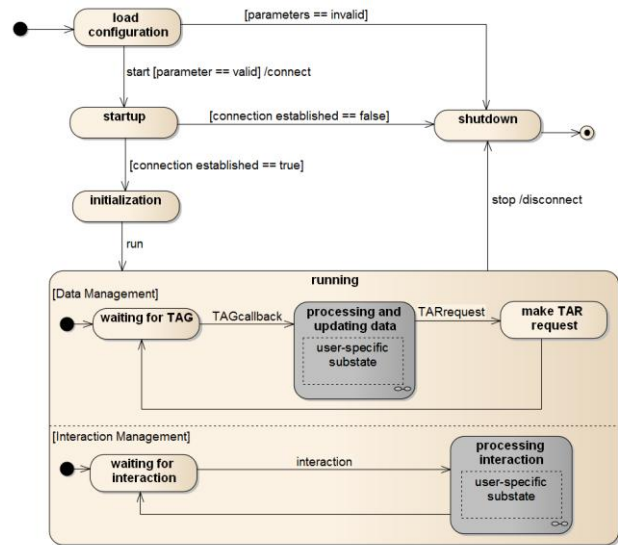 load
configuration
[parameters == invalid]
start [parameter == valid] /connect
startup
[connection established == false]
shutdown
[connection established == true]
initialization
stop /disconnect
run
running
[Data Management]
waiting for TAG
TAGcallback
processing and
updating data
user-specific
substate
TARrequest
make TAR
request
[Interaction Management]
waiting for
interaction
interaction
processing
interaction
user-specific
substate